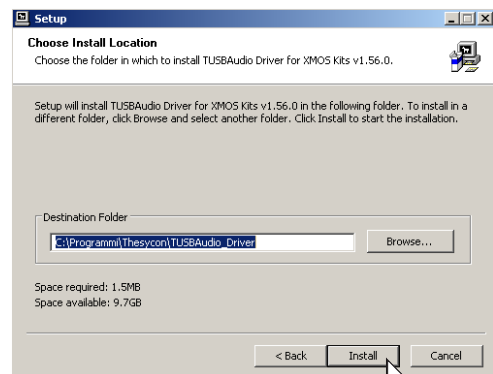 Setup
Choose Install Location
Choose the folder in which to install TUSBAudio Driver for XMOS Kits v1.56.0.
Setup will install TUSBAudio Driver for XMOS Kits v1.56.0 in the following folder. To install in a
different folder, click Browse and select another folder. Click Install to start the installation.
Destination Folder
C:\Programmi\Thesycon\TUSBAudio_Driver
Browse...
Space required: 1.5MB
Space available: 9.7GB
< Back Install Cancel